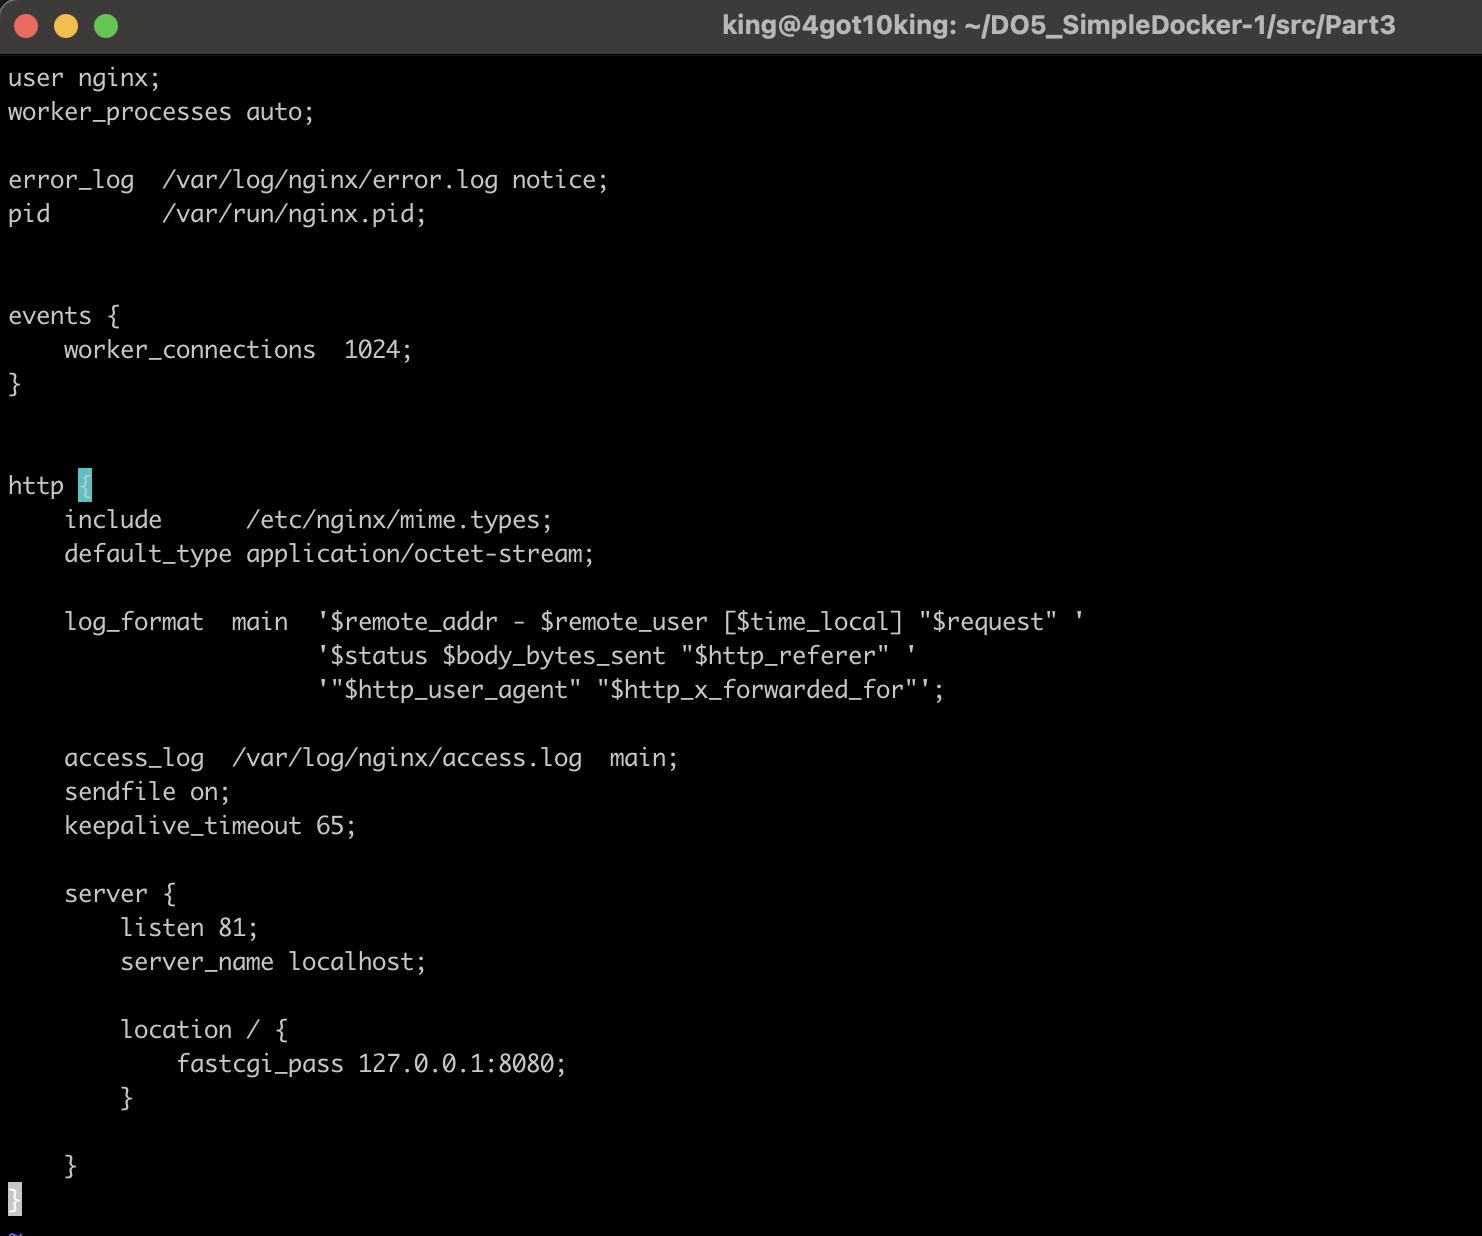 king@4got10king: ~/DO5_SimpleDocker-1/src/Part3
user nginx;
worker_processes auto;
error_log  /var/log/nginx/error.log notice;
pid        /var/run/nginx.pid;
events {
    worker_connections  1024;
}
http {
    include      /etc/nginx/mime.types;
    default_type application/octet-stream;
    log_format  main  '$remote_addr - $remote_user [$time_local] "$request" '
                      '$status $body_bytes_sent "$http_referer" '
                      '"$http_user_agent" "$http_x_forwarded_for"';
    access_log  /var/log/nginx/access.log  main;
    sendfile on;
    keepalive_timeout 65;
    server {
        listen 81;
        server_name localhost;
        location / {
            fastcgi_pass 127.0.0.1:8080;
        }
    }
}
~